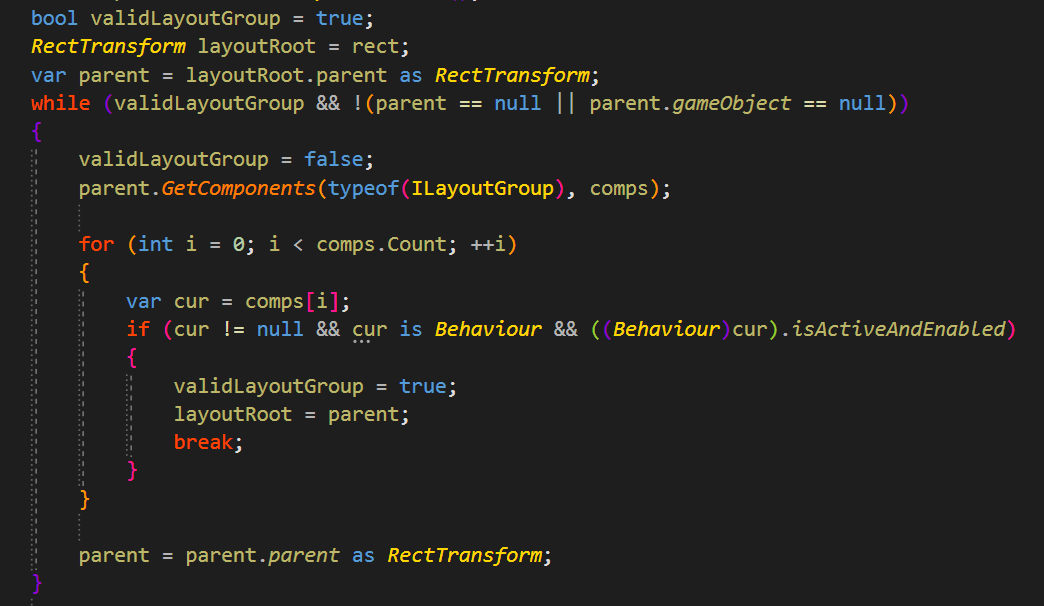 bool validLayoutGroup = true;
RectTransform layoutRoot = rect;
var parent = layoutRoot.parent as RectTransform;
while (validLayoutGroup && !(parent == null || parent.gameObject == null))
{
    validLayoutGroup = false;
    parent.GetComponents(typeof(ILayoutGroup), comps);

    for (int i = 0; i < comps.Count; ++i)
    {
        var cur = comps[i];
        if (cur != null && cur is Behaviour && ((Behaviour)cur).isActiveAndEnabled)
        {
            validLayoutGroup = true;
            layoutRoot = parent;
            break;
        }
    }

    parent = parent.parent as RectTransform;
}